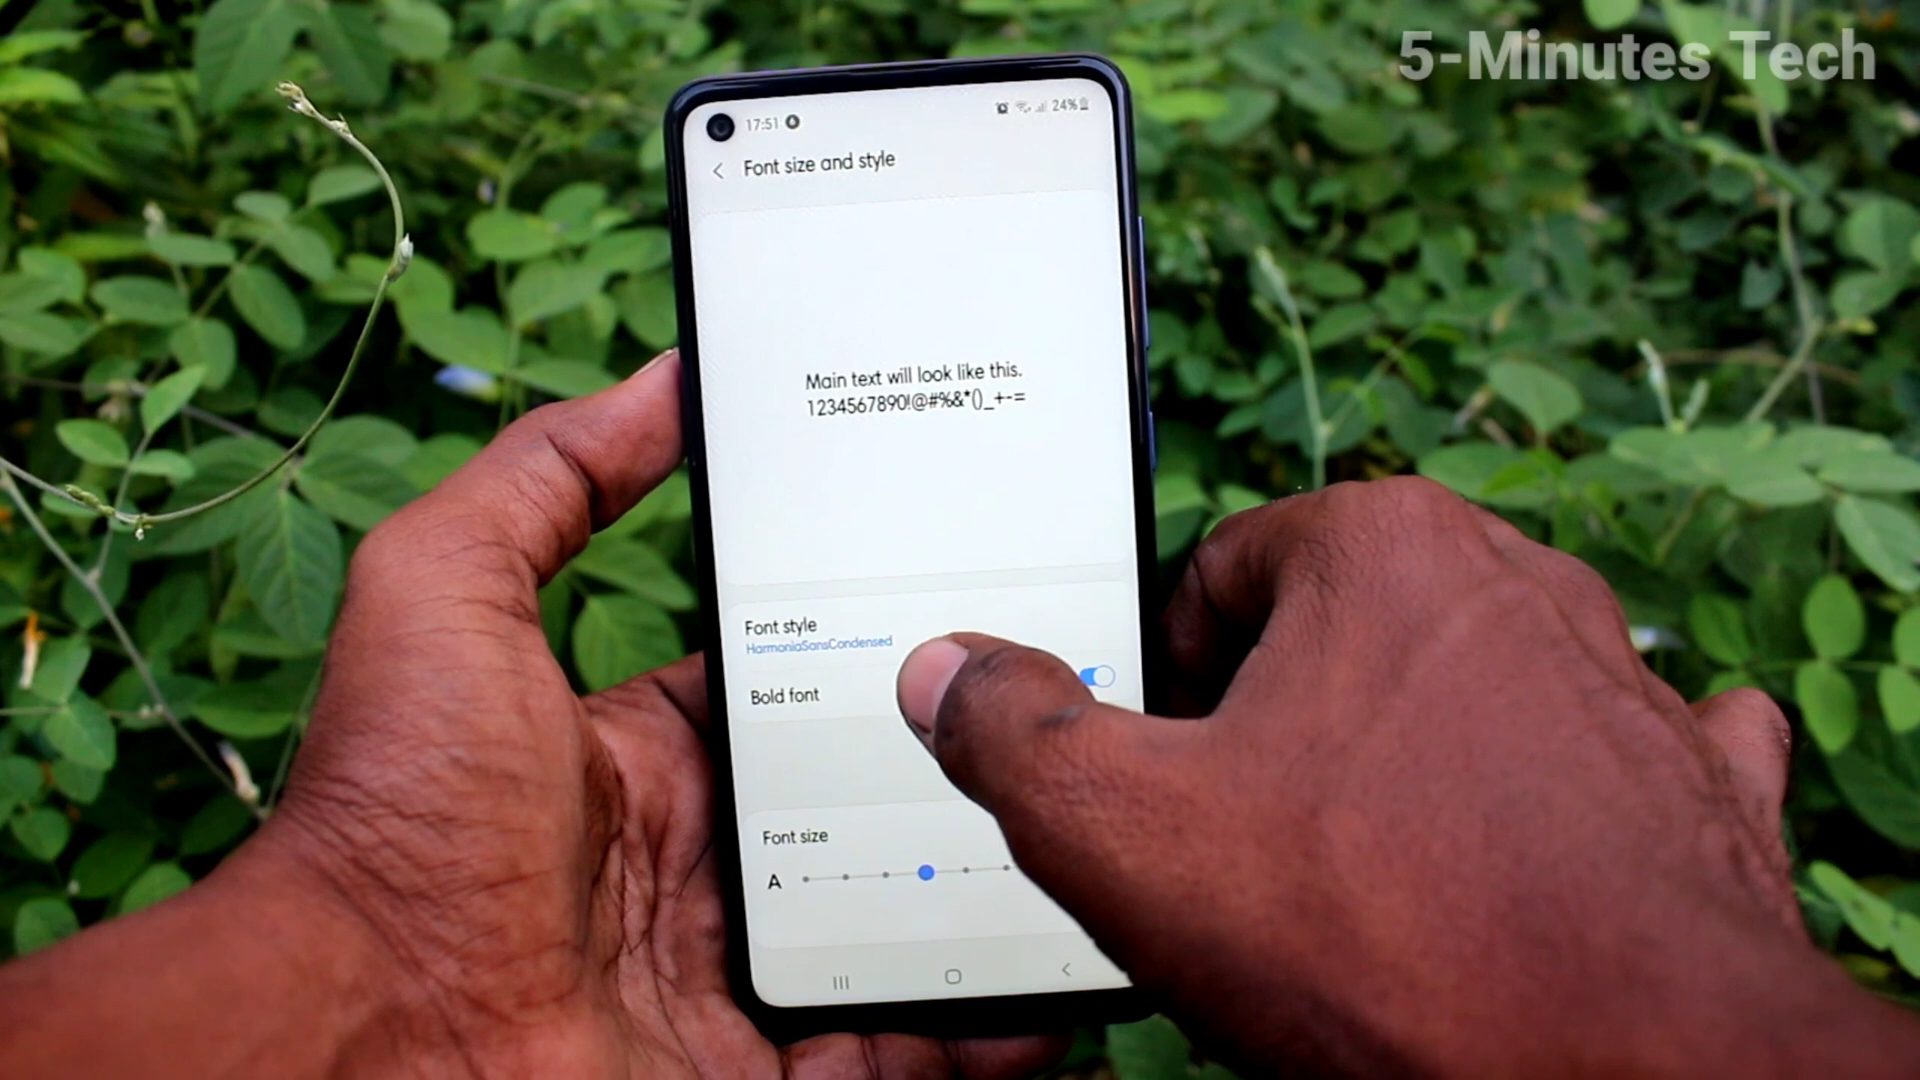 5-Minutes Tech
17:51 24%
Font size and style
Main text will look like this.
1234567890!@#%&*()_+-=
Font style
HarmoniaSansCondensed
Bold font
Font size
A